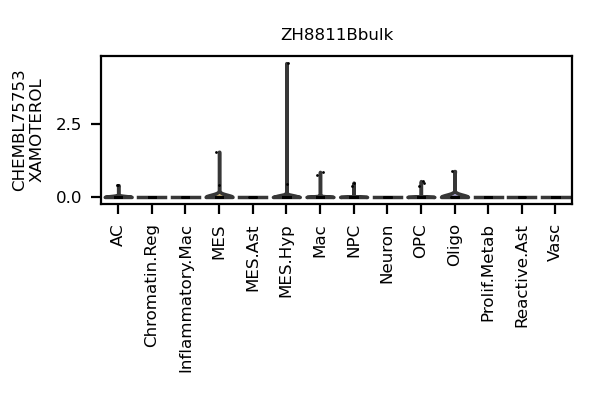 ZH8811Bbulk
CHEMBL75753
XAMOTEROL
2.5
0.0
AC
Chromatin.Reg
Inflammatory.Mac
MES
MES.Ast
MES.Hyp
Mac
NPC
Neuron
OPC
Oligo
Prolif.Metab
Reactive.Ast
Vasc